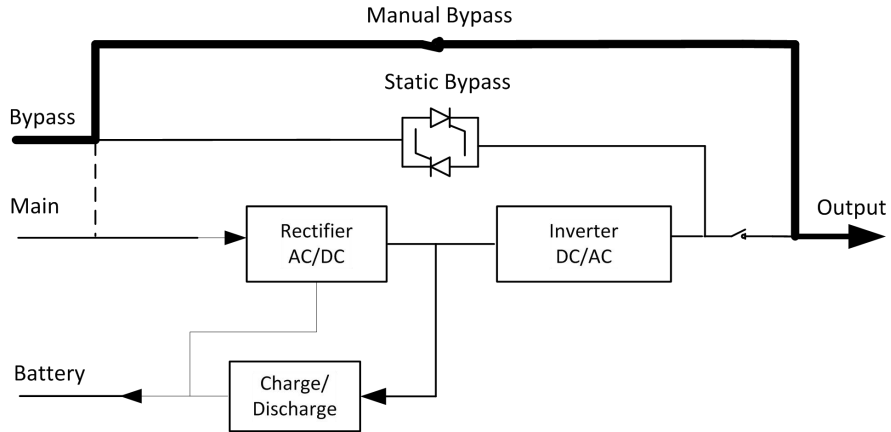 Manual Bypass
Static Bypass
Bypass
Main
Rectifier
AC/DC
Inverter
DC/AC
Output
Battery
Charge/
Discharge